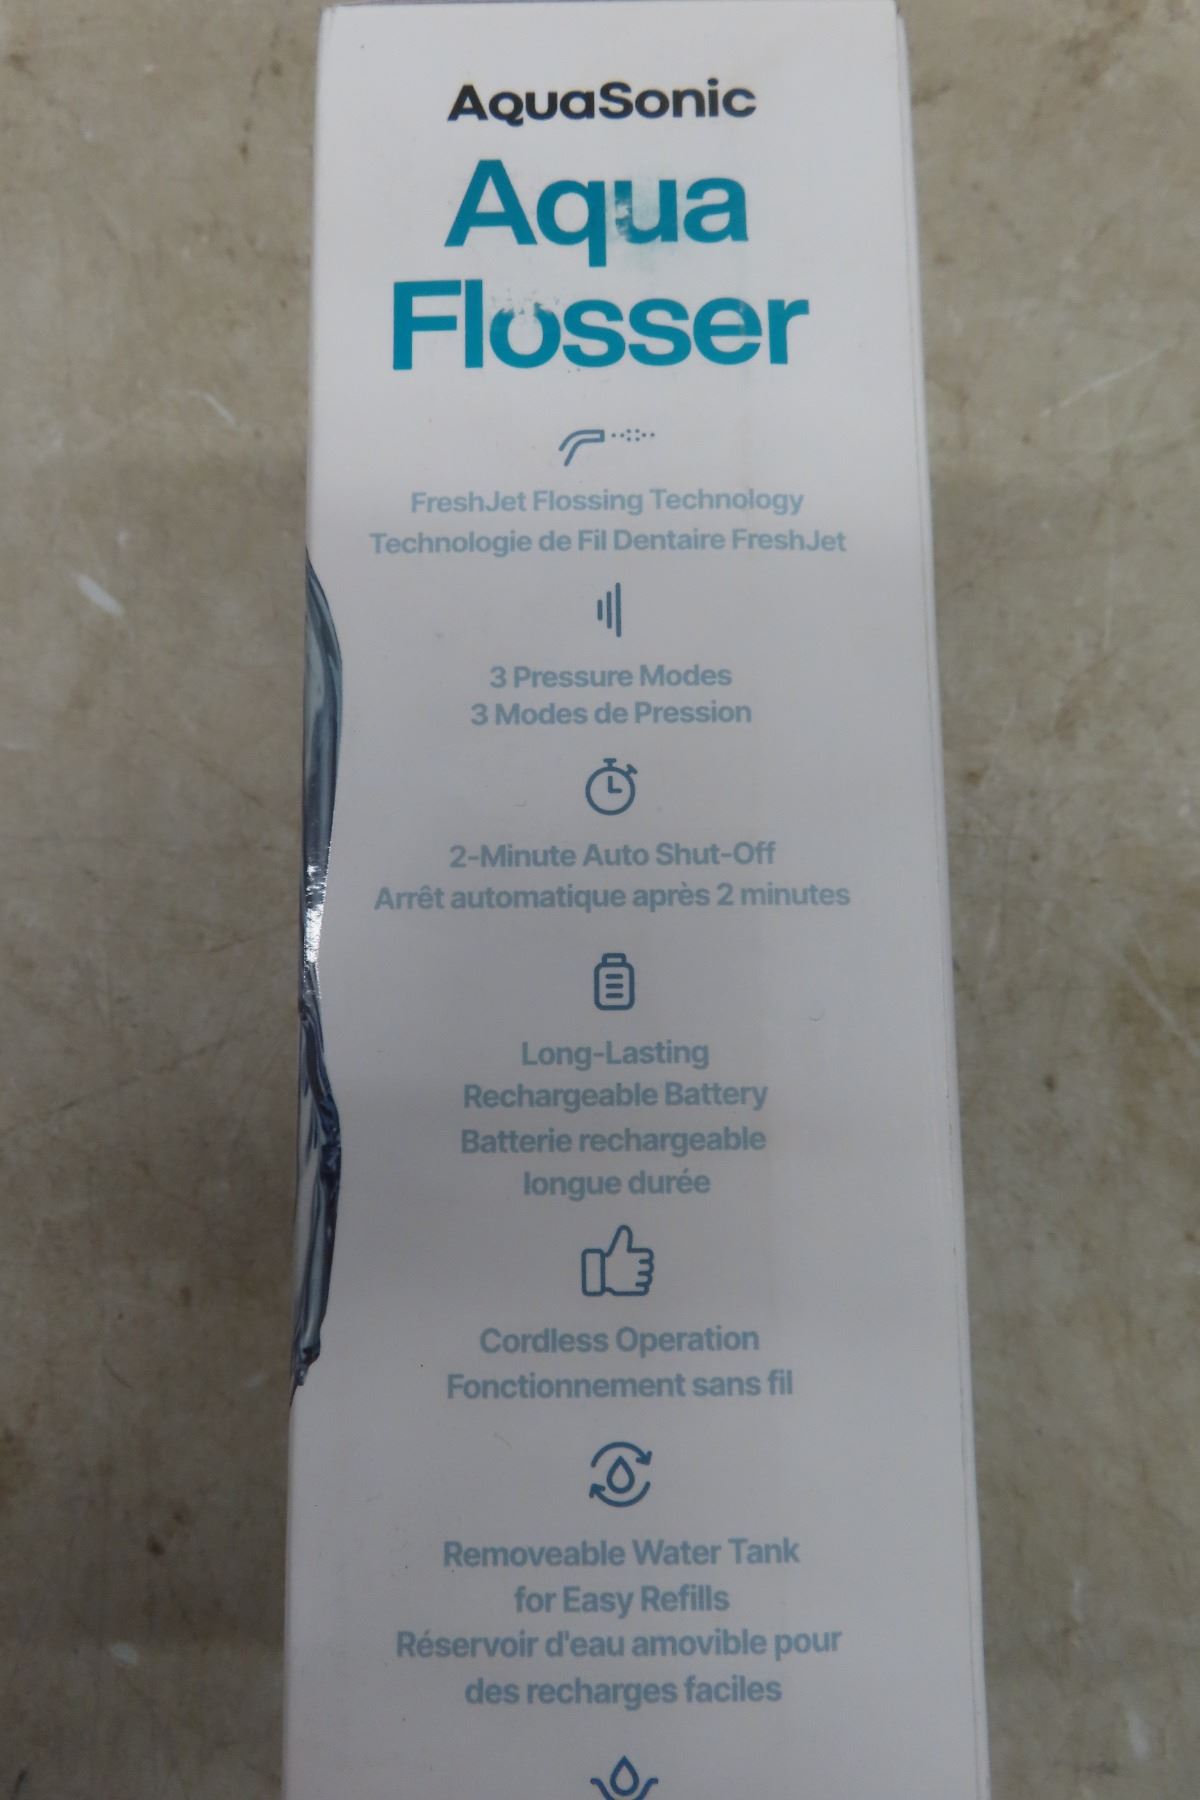 AquaSonic
Aqua
Flosser
FreshJet Flossing Technology
Technologie de Fil Dentaire FreshJet
3 Pressure Modes
3 Modes de Pression
2-Minute Auto Shut-Off
Arrêt automatique après 2 minutes
Long-Lasting
Rechargeable Battery
Batterie rechargeable
longue durée
Cordless Operation
Fonctionnement sans fil
Removeable Water Tank
for Easy Refills
Réservoir d'eau amovible pour
des recharges faciles